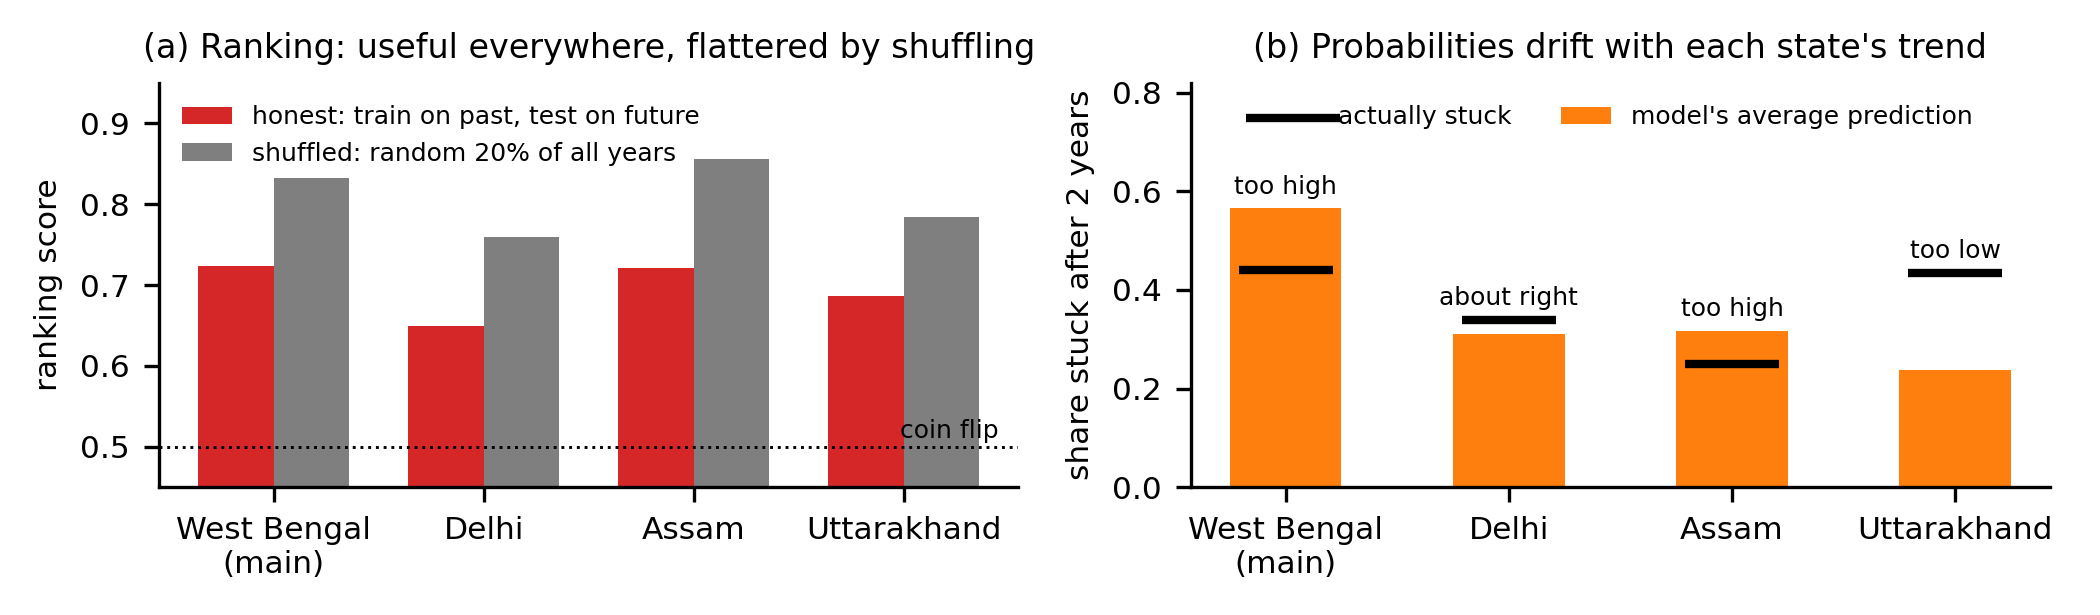 (a) Ranking: useful everywhere, flattered by shuffling
ranking score
0.9
0.8
0.7
0.6
0.5
honest: train on past, test on future
shuffled: random 20% of all years
coin flip
West Bengal
(main)
Delhi
Assam
Uttarakhand
(b) Probabilities drift with each state's trend
share stuck after 2 years
0.8
0.6
0.4
0.2
0.0
actually stuck
model's average prediction
too high
about right
too high
too low
West Bengal
(main)
Delhi
Assam
Uttarakhand